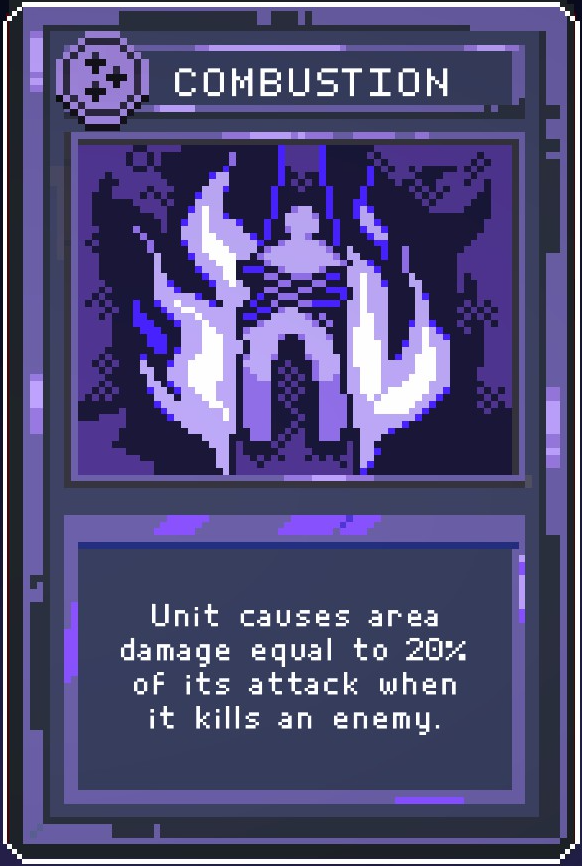 COMBUSTION
Unit causes area
damage equal to 20%
of its attack when
it kills an enemy.